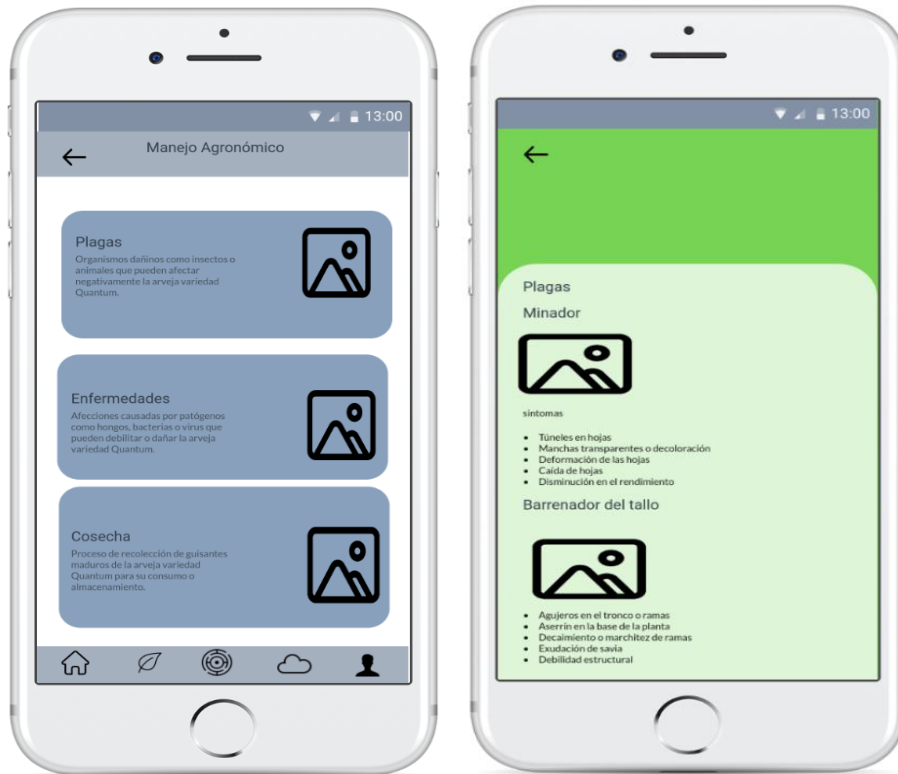 13:00
Manejo Agronómico
Plagas
Organismos dañinos como insectos o
animales que pueden afectar
negativamente la arveja variedad
Quantum.
Enfermedades
Afecciones causadas por patógenos
como hongos, bacterias o virus que
pueden debilitar o dañar la arveja
variedad Quantum.
Cosecha
Proceso de recolección de guisantes
maduros de la arveja variedad
Quantum para su consumo o
almacenamiento.
13:00
Plagas
Minador
sintomas
• Túneles en hojas
• Manchas transparentes o decoloración
• Deformación de las hojas
• Caída de hojas
• Disminución en el rendimiento
Barrenador del tallo
• Agujeros en el tronco o ramas
• Aserrín en la base de la planta
• Decaimiento o marchitez de ramas
• Exudación de savia
• Debilidad estructural